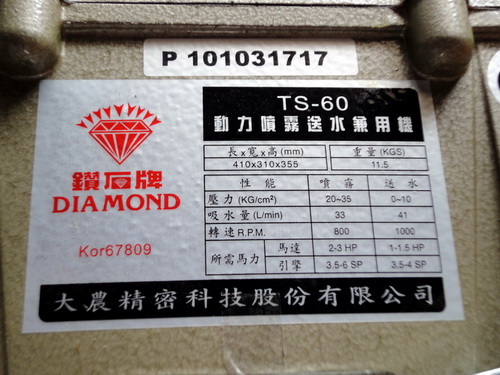 P 101031717
TS-60
動力噴霧送水兼用機
鑽石牌
DIAMOND
Kor67809
長x寬x高(mm) 重量(KGS)
410x310x355 11.5
性能 噴霧 送水
壓力(KG/cm²) 20~35 0~10
吸水量(L/min) 33 41
轉速R.P.M. 800 1000
所需馬力 馬達 2-3 HP 1-1.5 HP
引擎 3.5-6 SP 3.5-4 SP
大農精密科技股份有限公司